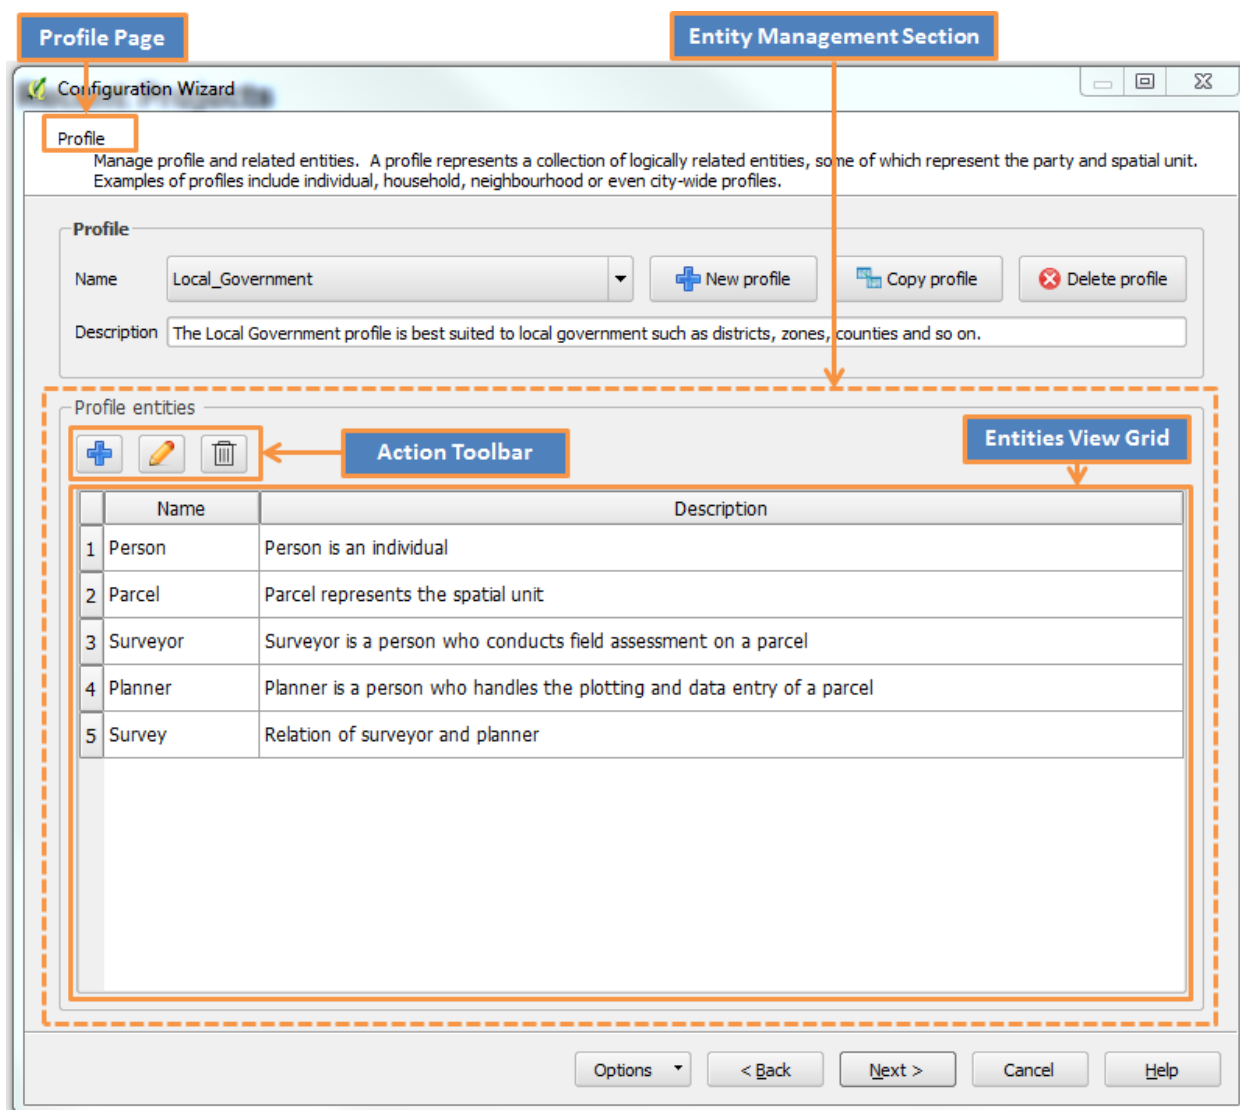 Profile Page
Entity Management Section
Configuration Wizard
Profile
Manage profile and related entities.  A profile represents a collection of logically related entities, some of which represent the party and spatial unit.
Examples of profiles include individual, household, neighbourhood or even city-wide profiles.
Profile
Name
Local_Government
New profile
Copy profile
Delete profile
Description
The Local Government profile is best suited to local government such as districts, zones, counties and so on.
Profile entities
Action Toolbar
Entities View Grid
Name Description
1 Person Person is an individual
2 Parcel Parcel represents the spatial unit
3 Surveyor Surveyor is a person who conducts field assessment on a parcel
4 Planner Planner is a person who handles the plotting and data entry of a parcel
5 Survey Relation of surveyor and planner
Options
< Back
Next >
Cancel
Help